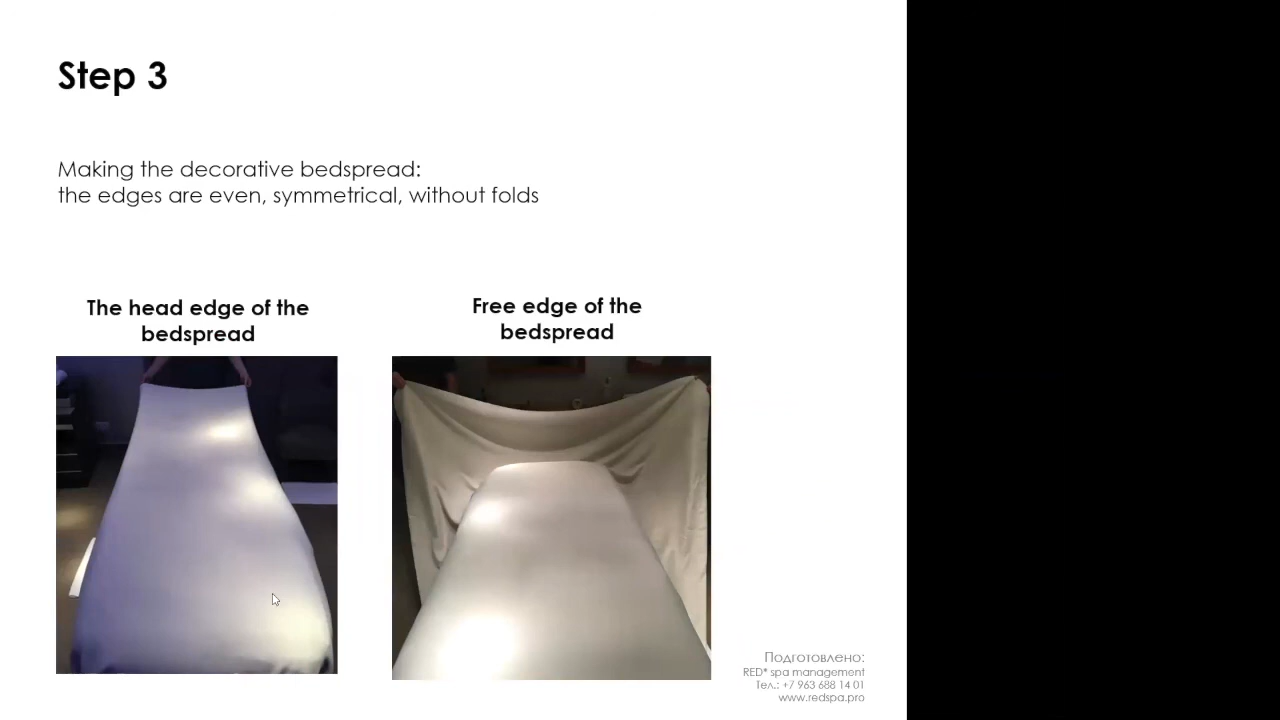 Step 3
Making the decorative bedspread:
the edges are even, symmetrical, without folds
The head edge of the
bedspread
Free edge of the
bedspread
Подготовлено:
RED* spa management
Тел.: +7 963 688 14 01
www.redspa.pro